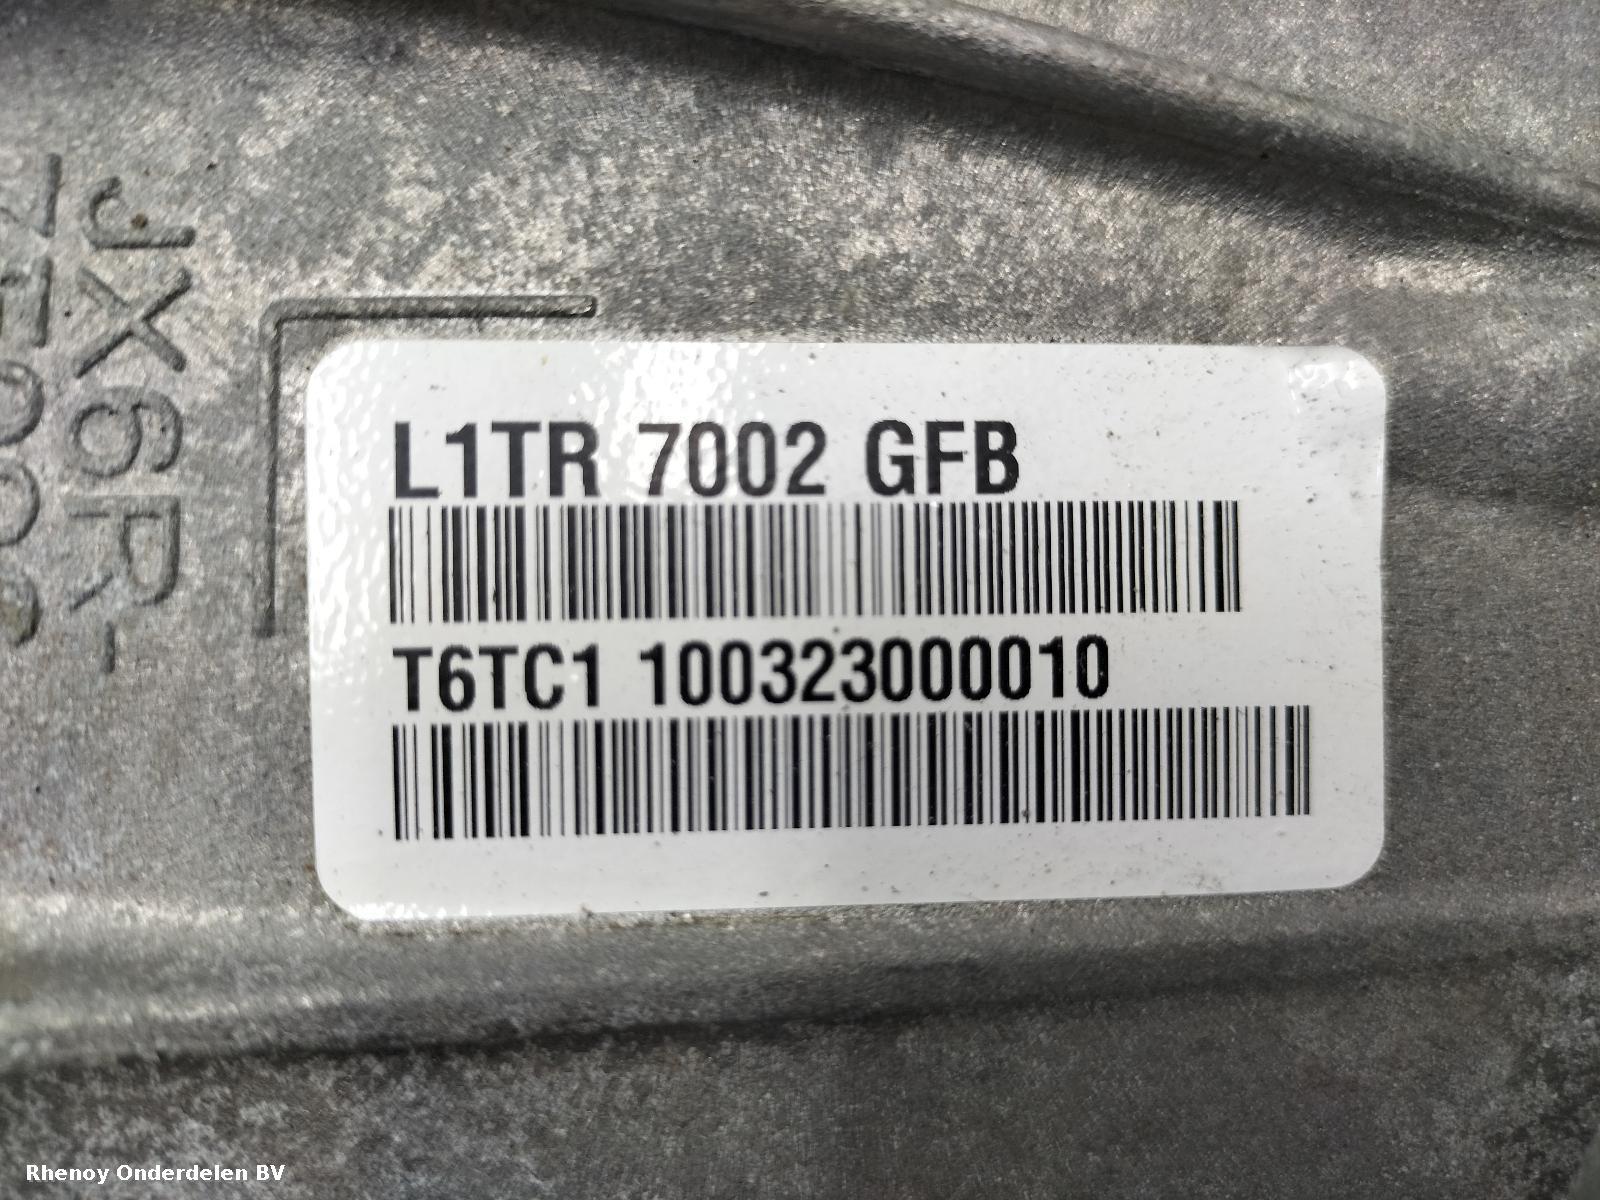 JX6R-
L1TR 7002 GFB
T6TC1 100323000010
Rhenoy Onderdelen BV